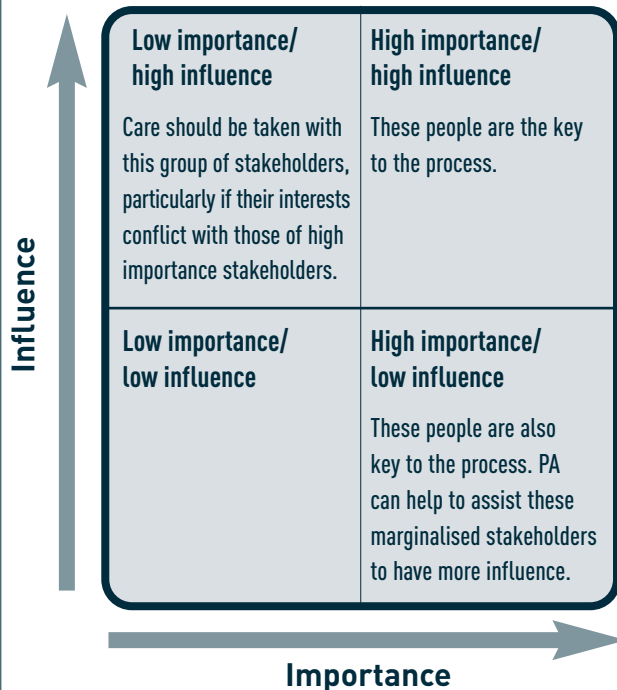 Influence
Low importance/
high influence
Care should be taken with
this group of stakeholders,
particularly if their interests
conflict with those of high
importance stakeholders.
High importance/
high influence
These people are the key
to the process.
Low importance/
low influence
High importance/
low influence
These people are also
key to the process. PA
can help to assist these
marginalised stakeholders
to have more influence.
Importance